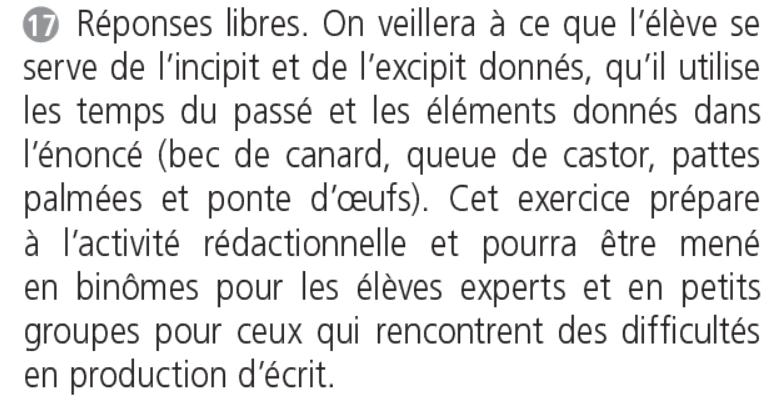 17 Réponses libres. On veillera à ce que l’élève se
serve de l’incipit et de l’excipit donnés, qu’il utilise
les temps du passé et les éléments donnés dans
l’énoncé (bec de canard, queue de castor, pattes
palmées et ponte d’œufs). Cet exercice prépare
à l’activité rédactionnelle et pourra être mené
en binômes pour les élèves experts et en petits
groupes pour ceux qui rencontrent des difficultés
en production d’écrit.